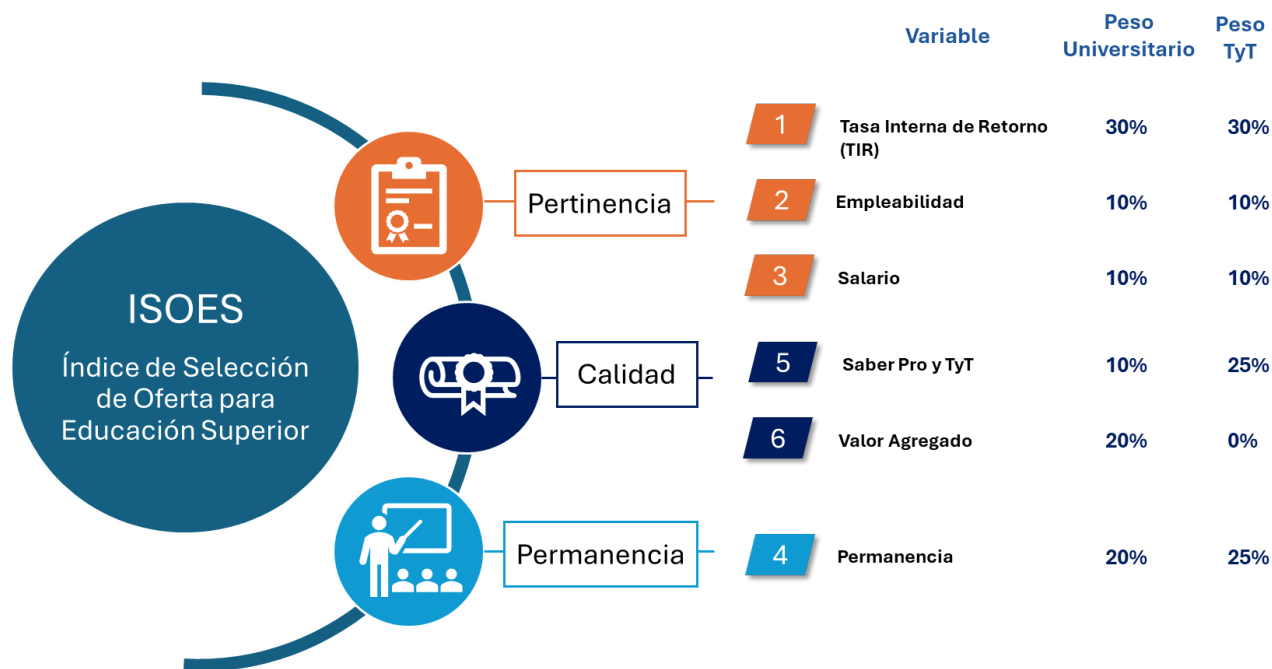 ISOES
Índice de Selección
de Oferta para
Educación Superior
Pertinencia
Calidad
Permanencia
Variable
Peso
Universitario
Peso
TyT
1
Tasa Interna de Retorno
(TIR)
30%
30%
2
Empleabilidad
10%
10%
3
Salario
10%
10%
5
Saber Pro y TyT
10%
25%
6
Valor Agregado
20%
0%
4
Permanencia
20%
25%